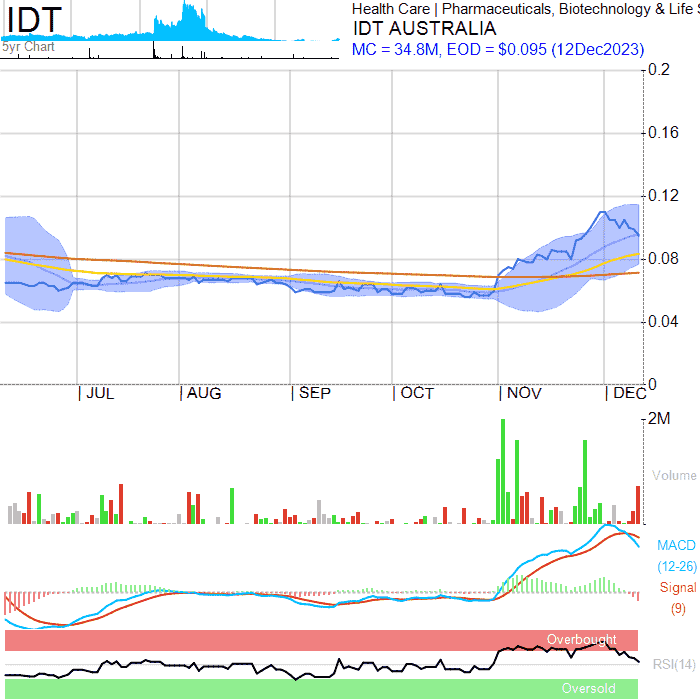 IDT
5yr Chart
Health Care | Pharmaceuticals, Biotechnology & Life S
IDT AUSTRALIA
MC = 34.8M, EOD = $0.095 (12Dec2023)
0.2
0.16
0.12
0.08
0.04
0
| JUL | AUG | SEP | OCT | NOV | DEC
2M
Volume
MACD
(12-26)
Signal
(9)
Overbought
RSI(14)
Oversold